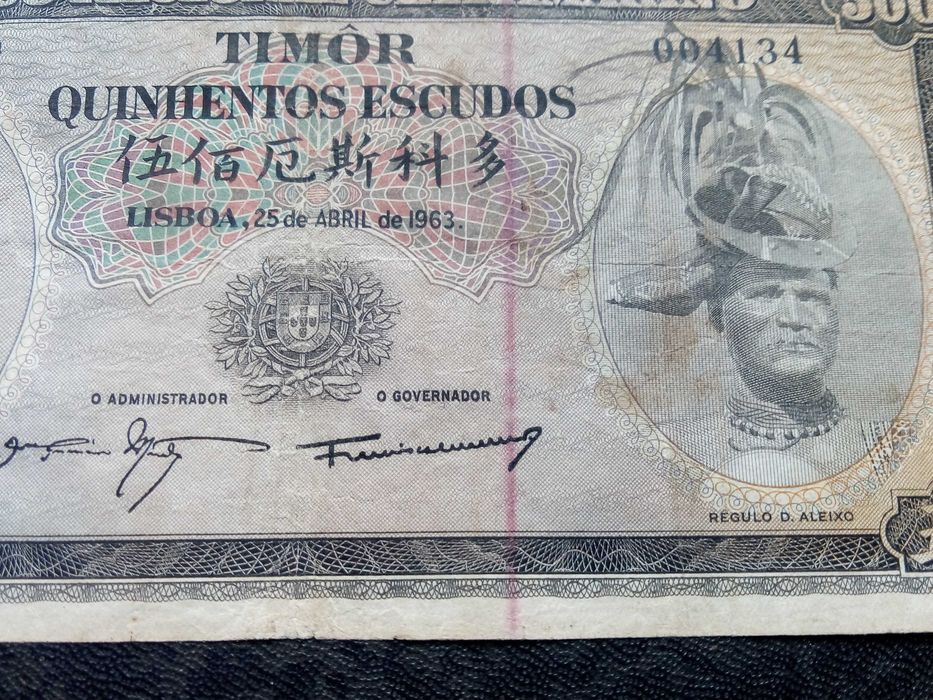 TIMÔR
004134
QUINHENTOS ESCUDOS
伍佰厄斯科多
LISBOA, 25 de ABRIL de 1963.
O ADMINISTRADOR
O GOVERNADOR
REGULO D. ALEIXO